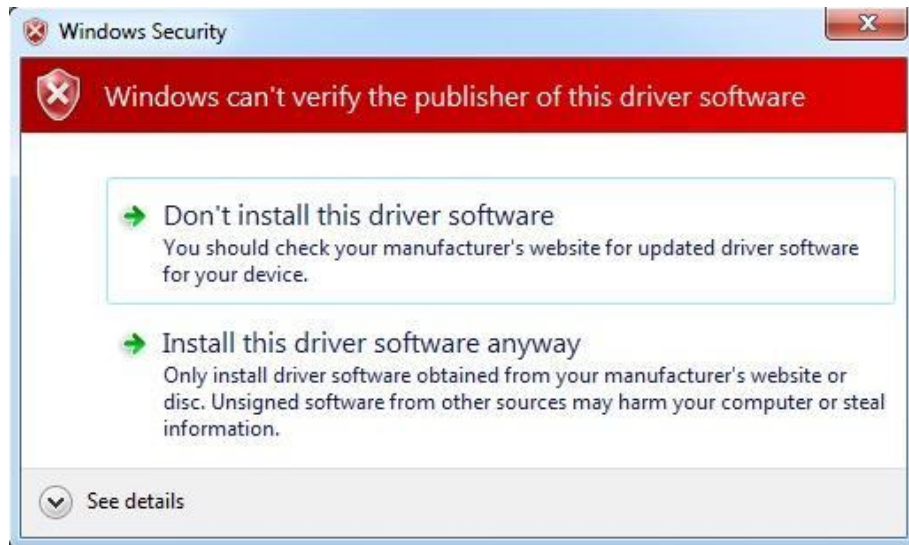 Windows Security
Windows can't verify the publisher of this driver software
Don't install this driver software
You should check your manufacturer's website for updated driver software
for your device.
Install this driver software anyway
Only install driver software obtained from your manufacturer's website or
disc. Unsigned software from other sources may harm your computer or steal
information.
See details